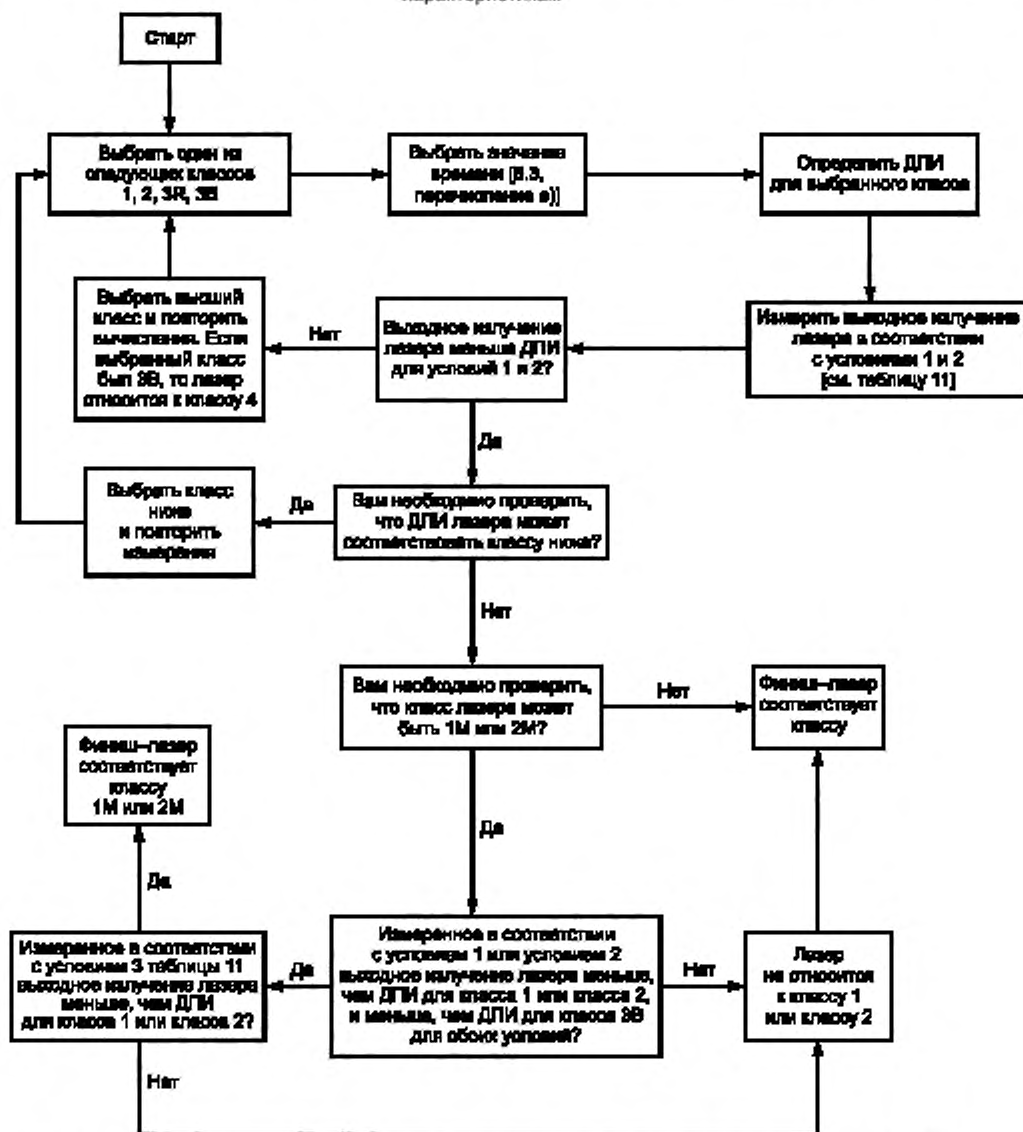 Старт
Выбрать один из
следующих классов
1, 2, 3R, 3B
Выбрать значение
времени [8.3,
перечисление е)]
Определить ДПИ
для выбранного класса
Выбрать высший
класс и повторить
вычисления. Если
выбранный класс
был 3В, то лазер
относится к классу 4
Нет
Выходное излучение
лазера меньше ДПИ
для условий 1 и 2?
Измерить выходное излучение
лазера в соответствии
с условиями 1 и 2
[см. таблицу 11]
Да
Выбрать класс
ниже
и повторить
измерения
Да
Вам необходимо проверить,
что ДПИ лазера может
соответствовать классу ниже?
Нет
Вам необходимо проверить,
что класс лазера может
быть 1М или 2М?
Нет
Финиш–лазер
соответствует
классу
Финиш–лазер
соответствует
классу
1М или 2М
Да
Да
Измеренное в соответствии
с условием 3 таблицы 11
выходное излучение лазера
меньше, чем ДПИ
для класса 1 или класса 2?
Да
Измеренное в соответствии
с условием 1 или условием 2
выходное излучение лазера меньше,
чем ДПИ для класса 1 или класса 2,
и меньше, чем ДПИ для класса 3В
для обоих условий?
Нет
Лазер
не относится
к классу 1
или классу 2
Нет